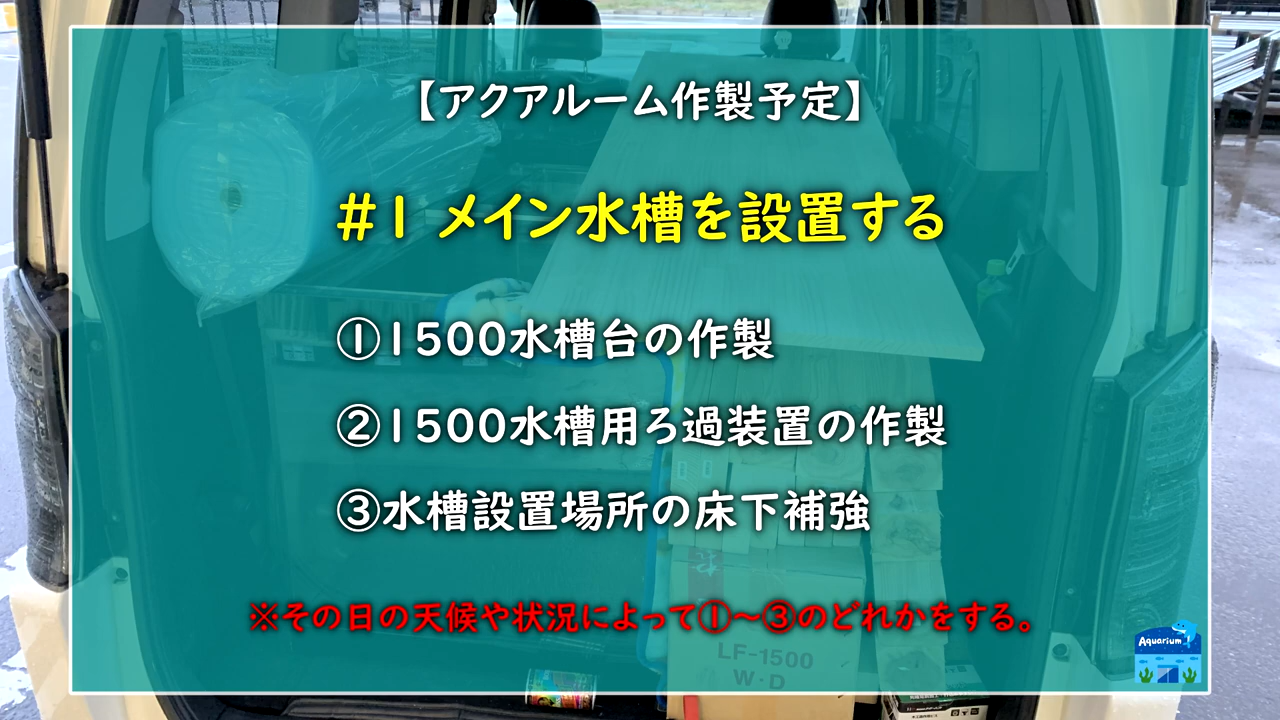 【アクアルーム作製予定】
#1 メイン水槽を設置する
①1500水槽台の作製
②1500水槽用ろ過装置の作製
③水槽設置場所の床下補強
※その日の天候や状況によって①〜③のどれかをする。
LF-1500
W·D
Aquarium